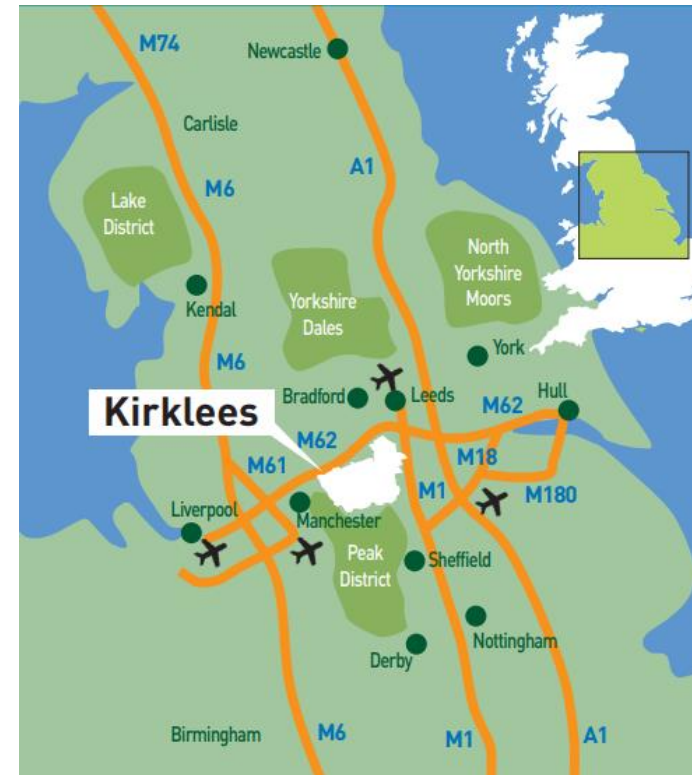 M74
Newcastle
Carlisle
A1
M6
Lake
District
North
Yorkshire
Moors
Kendal
Yorkshire
Dales
York
M6
Bradford
Leeds
Hull
Kirklees
M62
M62
M61
M18
M1
M180
Liverpool
Manchester
Peak
District
Sheffield
Nottingham
Derby
Birmingham
M6
M1
A1